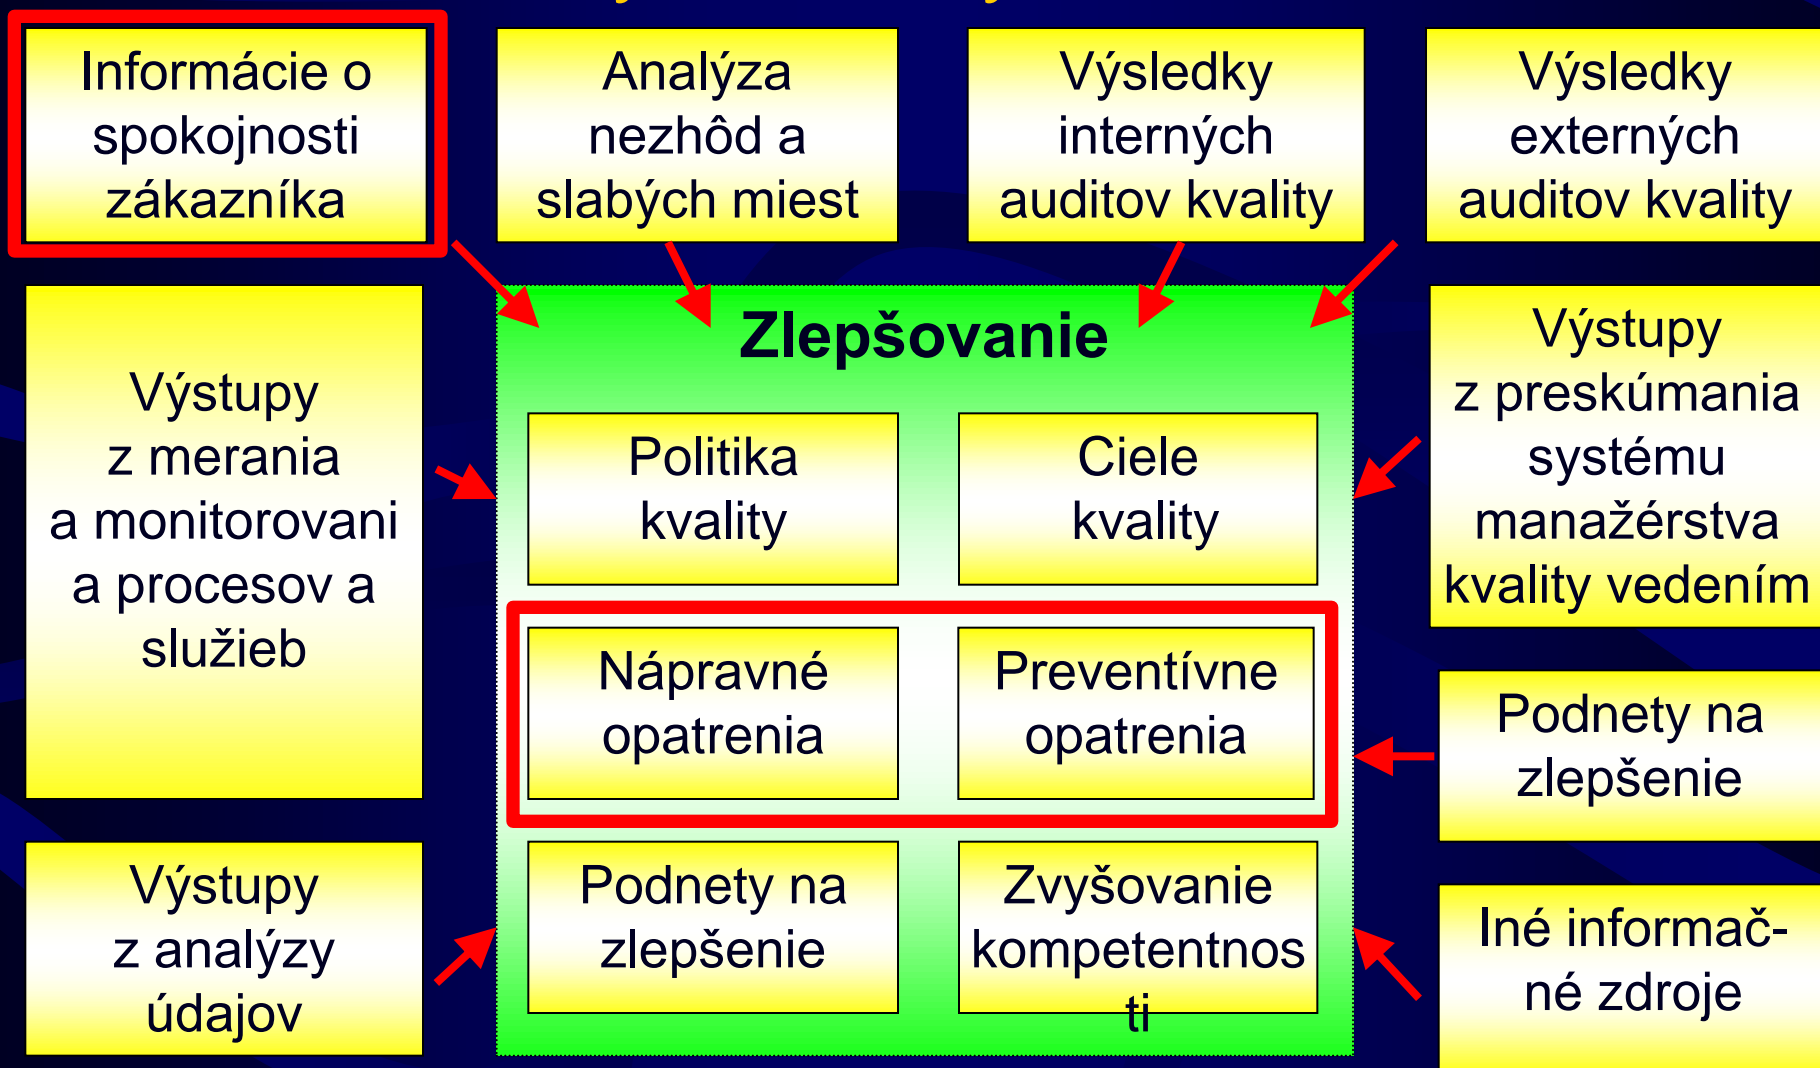 Informácie o
spokojnosti
zákazníka
Analýza
nezhôd a
slabých miest
Výsledky
interných
auditov kvality
Výsledky
externých
auditov kvality
Výstupy
z merania
a monitorovani
a procesov a
služieb
Zlepšovanie
Politika
kvality
Ciele
kvality
Nápravné
opatrenia
Preventívne
opatrenia
Podnety na
zlepšenie
Zvyšovanie
kompetentnos
ti
Výstupy
z preskúmania
systému
manažérstva
kvality vedením
Podnety na
zlepšenie
Výstupy
z analýzy
údajov
Iné informač-
né zdroje